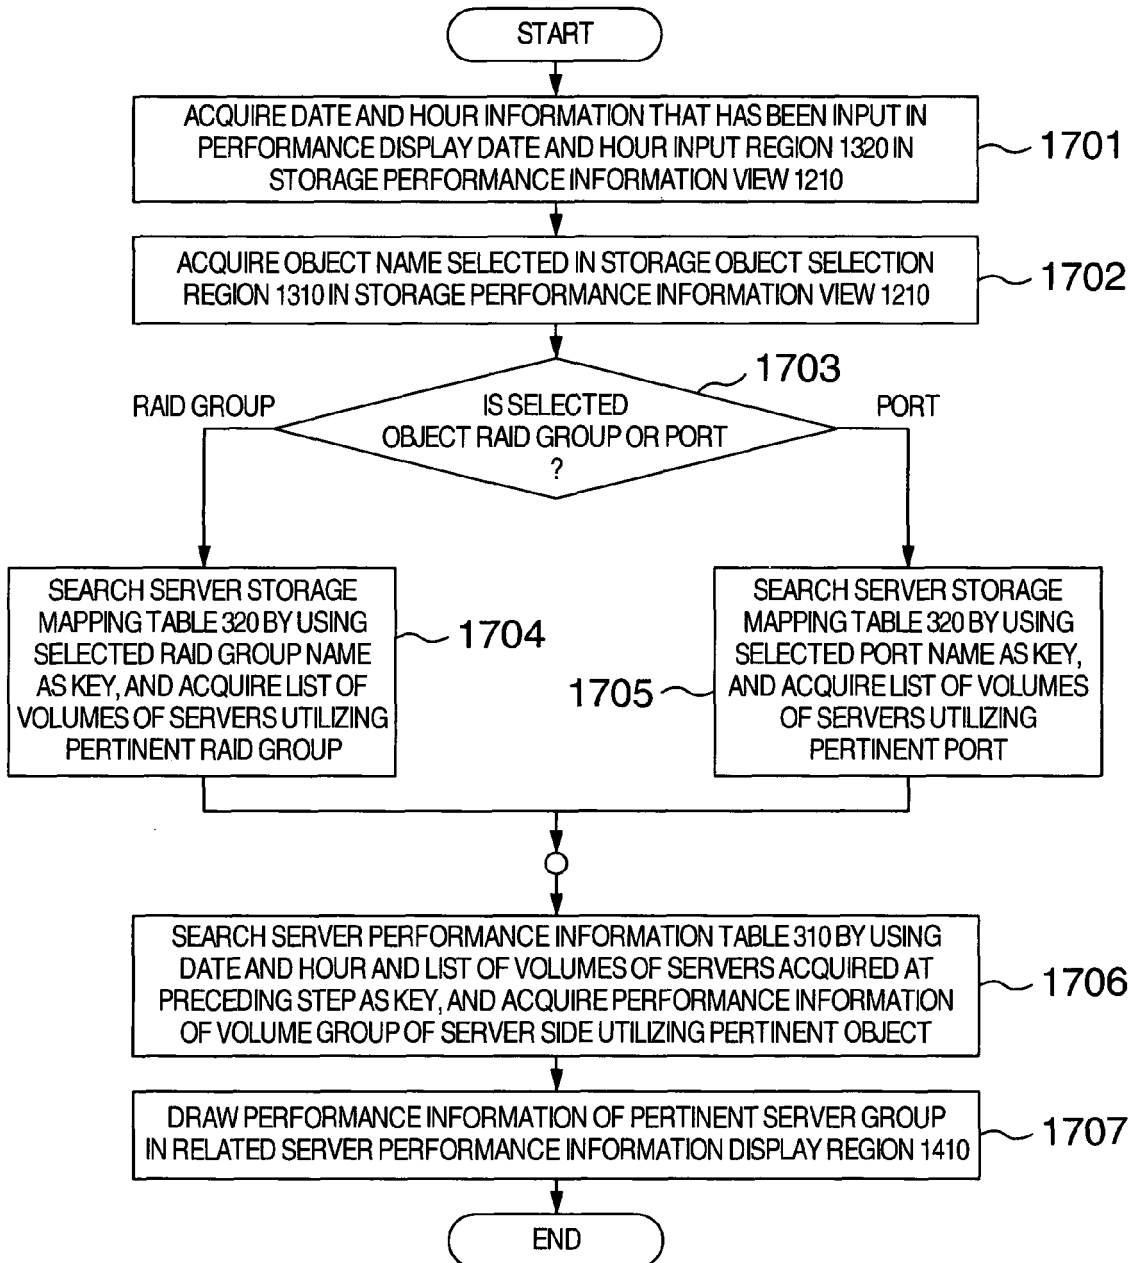 START
ACQUIRE DATE AND HOUR INFORMATION THAT HAS BEEN INPUT IN
PERFORMANCE DISPLAY DATE AND HOUR INPUT REGION 1320 IN
STORAGE PERFORMANCE INFORMATION VIEW 1210
1701
ACQUIRE OBJECT NAME SELECTED IN STORAGE OBJECT SELECTION
REGION 1310 IN STORAGE PERFORMANCE INFORMATION VIEW 1210
1702
1703
RAID GROUP
IS SELECTED
OBJECT RAID GROUP OR PORT
?
PORT
SEARCH SERVER STORAGE
MAPPING TABLE 320 BY USING
SELECTED RAID GROUP NAME
AS KEY, AND ACQUIRE LIST OF
VOLUMES OF SERVERS UTILIZING
PERTINENT RAID GROUP
1704
1705
SEARCH SERVER STORAGE
MAPPING TABLE 320 BY USING
SELECTED PORT NAME AS KEY,
AND ACQUIRE LIST OF VOLUMES
OF SERVERS UTILIZING
PERTINENT PORT
SEARCH SERVER PERFORMANCE INFORMATION TABLE 310 BY USING
DATE AND HOUR AND LIST OF VOLUMES OF SERVERS ACQUIRED AT
PRECEDING STEP AS KEY, AND ACQUIRE PERFORMANCE INFORMATION
OF VOLUME GROUP OF SERVER SIDE UTILIZING PERTINENT OBJECT
1706
DRAW PERFORMANCE INFORMATION OF PERTINENT SERVER GROUP
IN RELATED SERVER PERFORMANCE INFORMATION DISPLAY REGION 1410
1707
END